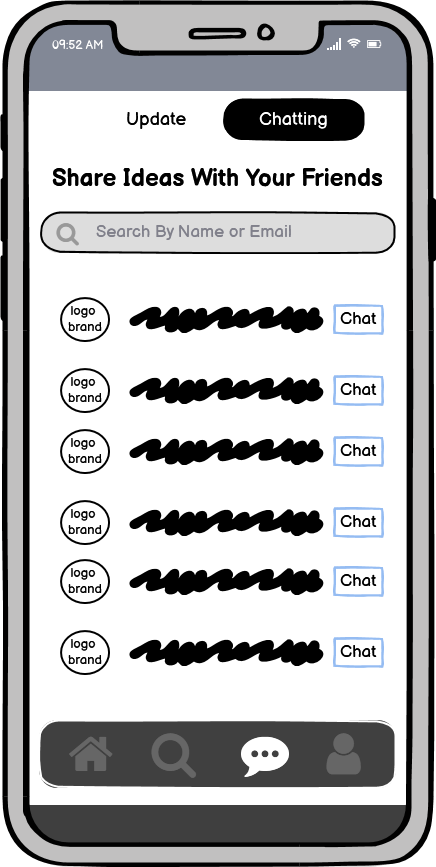 09:52 AM
Update Chatting
Share Ideas With Your Friends
Search By Name or Email
logo
brand
Chat
logo
brand
Chat
logo
brand
Chat
logo
brand
Chat
logo
brand
Chat
logo
brand
Chat